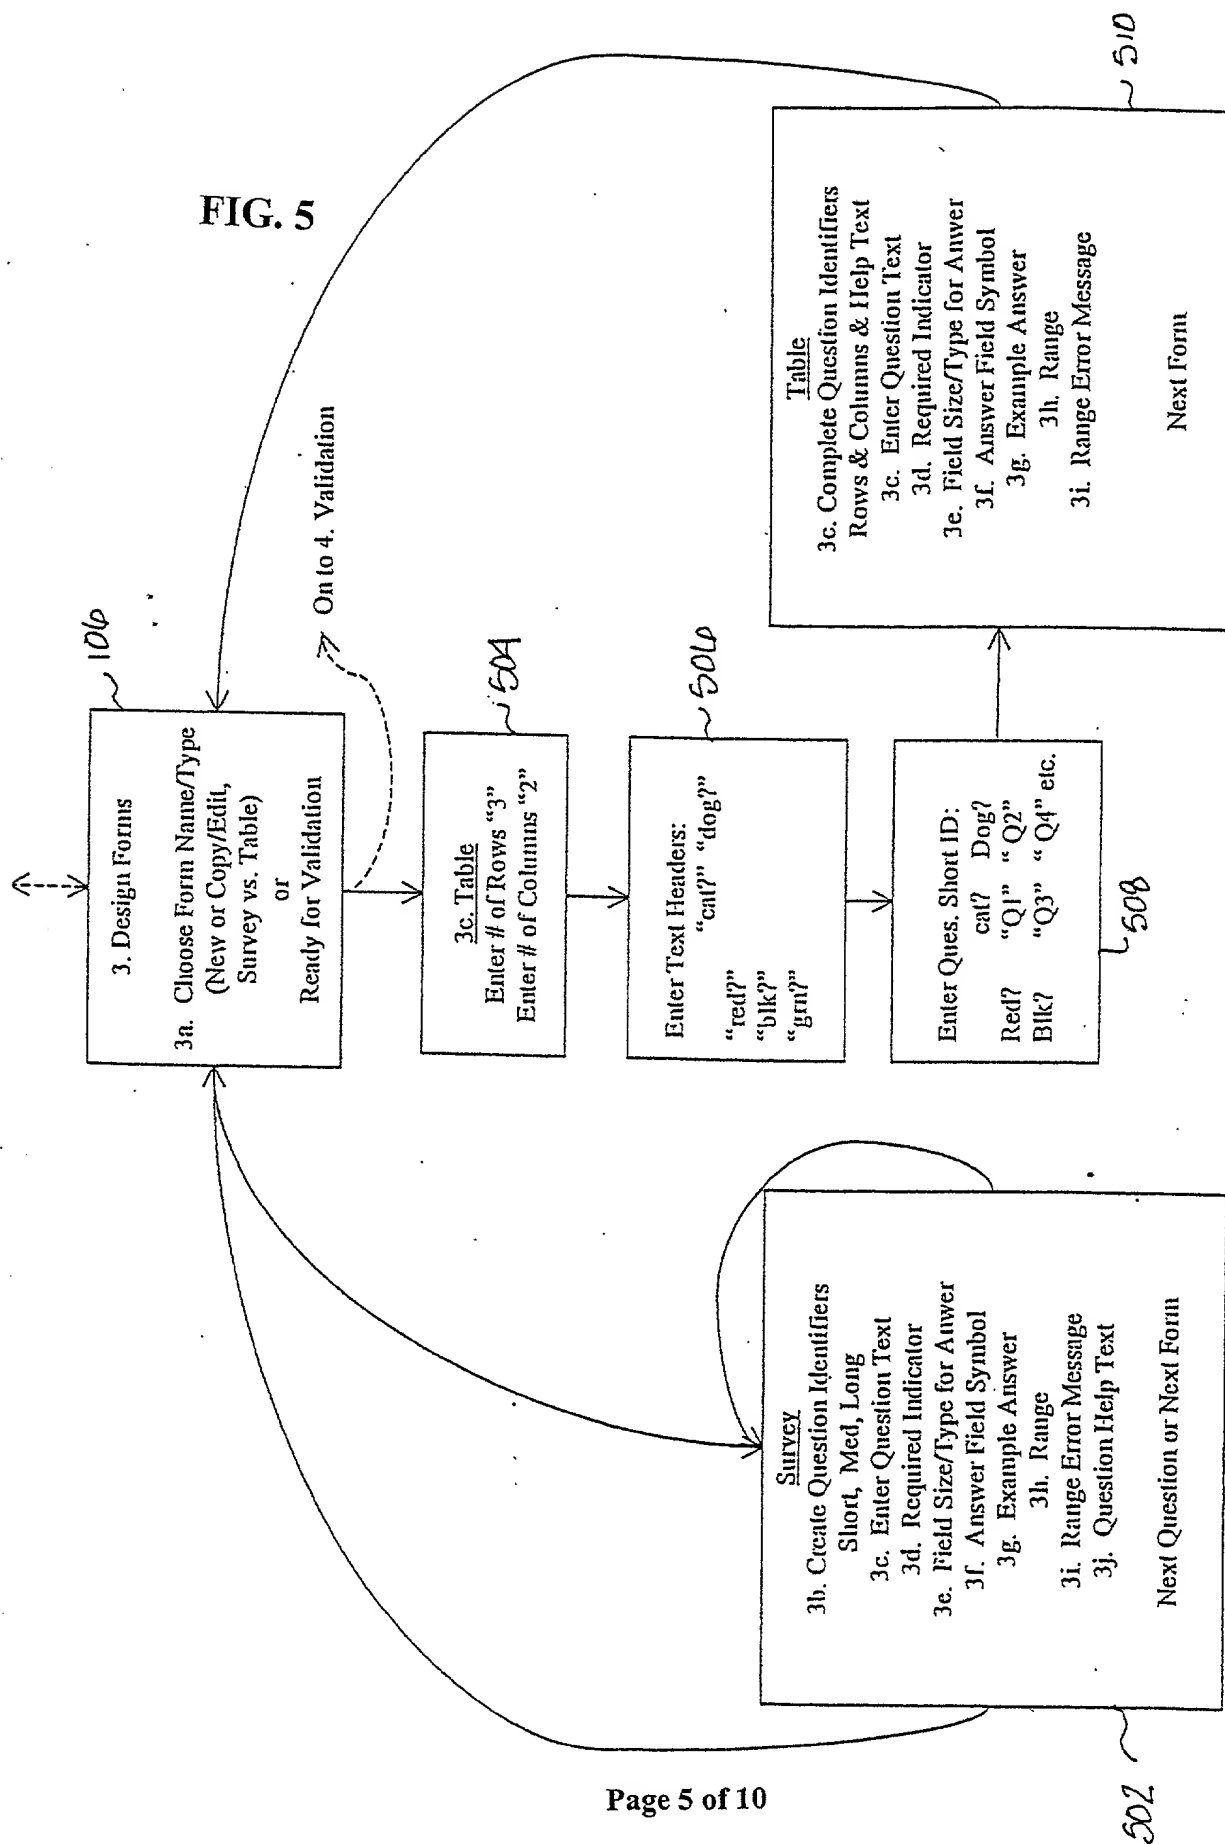 FIG. 5
106
3. Design Forms
3a. Choose Form Name/Type
(New or Copy/Edit,
Survey vs. Table)
or
Ready for Validation
On to 4. Validation
504
3c. Table
Enter # of Rows “3”
Enter # of Columns “2”
506
Enter Text Headers:
“cat?” “dog?”
“red?”
“blk?”
“grn?”
508
Enter Ques. Short ID:
cat? Dog?
Red? “Q1” “Q2”
Blk? “Q3” “Q4” etc.
502
Survey
3b. Create Question Identifiers
Short, Med, Long
3c. Enter Question Text
3d. Required Indicator
3e. Field Size/Type for Anwer
3f. Answer Field Symbol
3g. Example Answer
3h. Range
3i. Range Error Message
3j. Question Help Text
Next Question or Next Form
510
Table
3c. Complete Question Identifiers
Rows & Columns & Help Text
3c. Enter Question Text
3d. Required Indicator
3e. Field Size/Type for Anwer
3f. Answer Field Symbol
3g. Example Answer
3h. Range
3i. Range Error Message
Next Form
Page 5 of 10